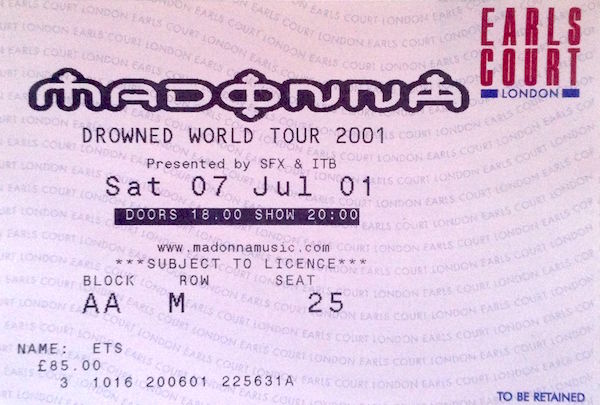 EARLS
COURT
LONDON
MADONNA
DROWNED WORLD TOUR 2001
Presented by SFX & ITB
Sat 07 Jul 01
DOORS 18.00 SHOW 20:00
www.madonnamusic.com
***SUBJECT TO LICENCE***
BLOCK ROW SEAT
AA M 25
NAME: ETS
£85.00
3 1016 200601 225631A
TO BE RETAINED